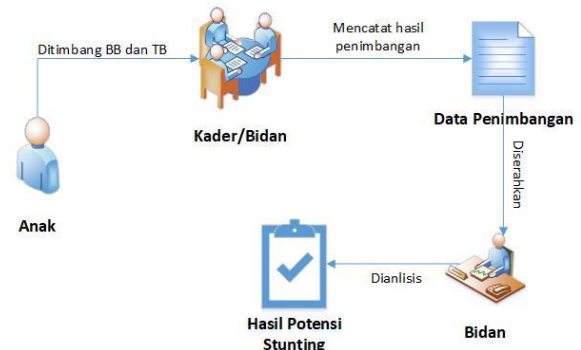 Ditimbang BB dan TB
Mencatat hasil
penimbangan
Kader/Bidan
Data Penimbangan
Anak
Diserahkan
Dianlisis
Hasil Potensi
Stunting
Bidan